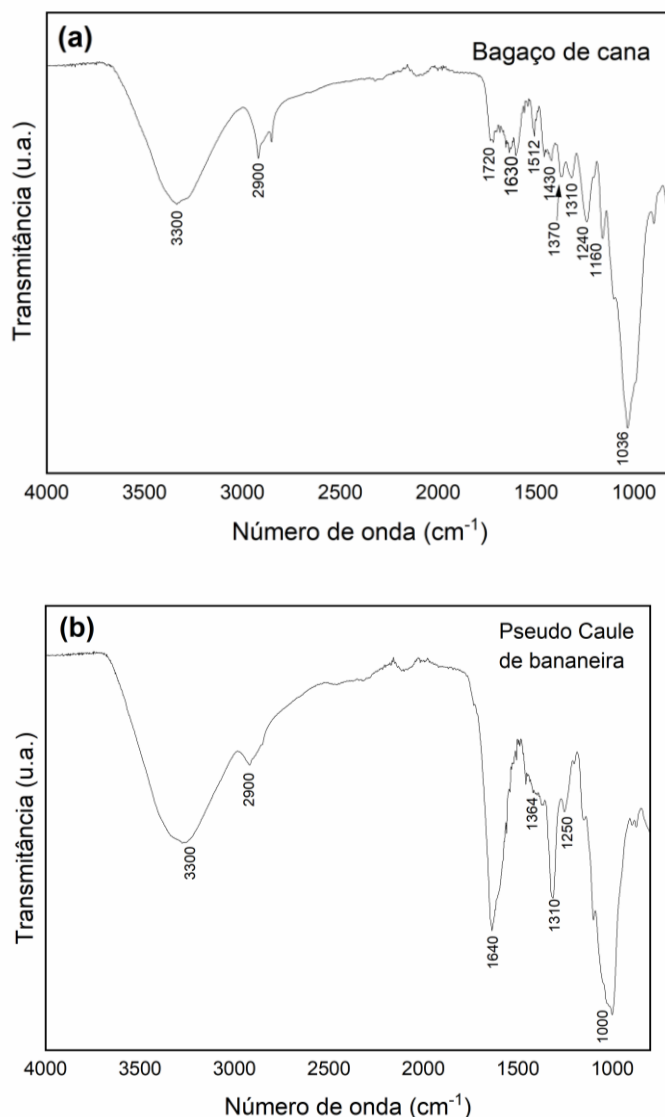 (a)
Bagaço de cana
Transmitância (u.a.)
3300
2900
1720
1630
1512
1430
1370
1310
1240
1160
1036
4000 3500 3000 2500 2000 1500 1000
Número de onda (cm-1)
(b)
Pseudo Caule
de bananeira
Transmitância (u.a.)
3300
2900
1640
1364
1310
1250
1000
4000 3500 3000 2500 2000 1500 1000
Número de onda (cm-1)